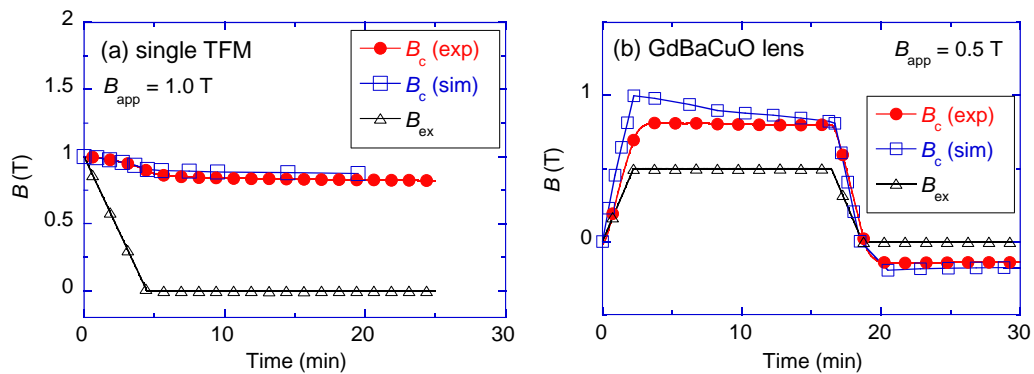 (a) single TFM
B_app = 1.0 T
B_c (exp)
B_c (sim)
B_ex
2
1.5
1
0.5
0
B (T)
0
10
20
30
Time (min)
(b) GdBaCuO lens
B_app = 0.5 T
B_c (exp)
B_c (sim)
B_ex
1
0
B (T)
0
10
20
30
Time (min)